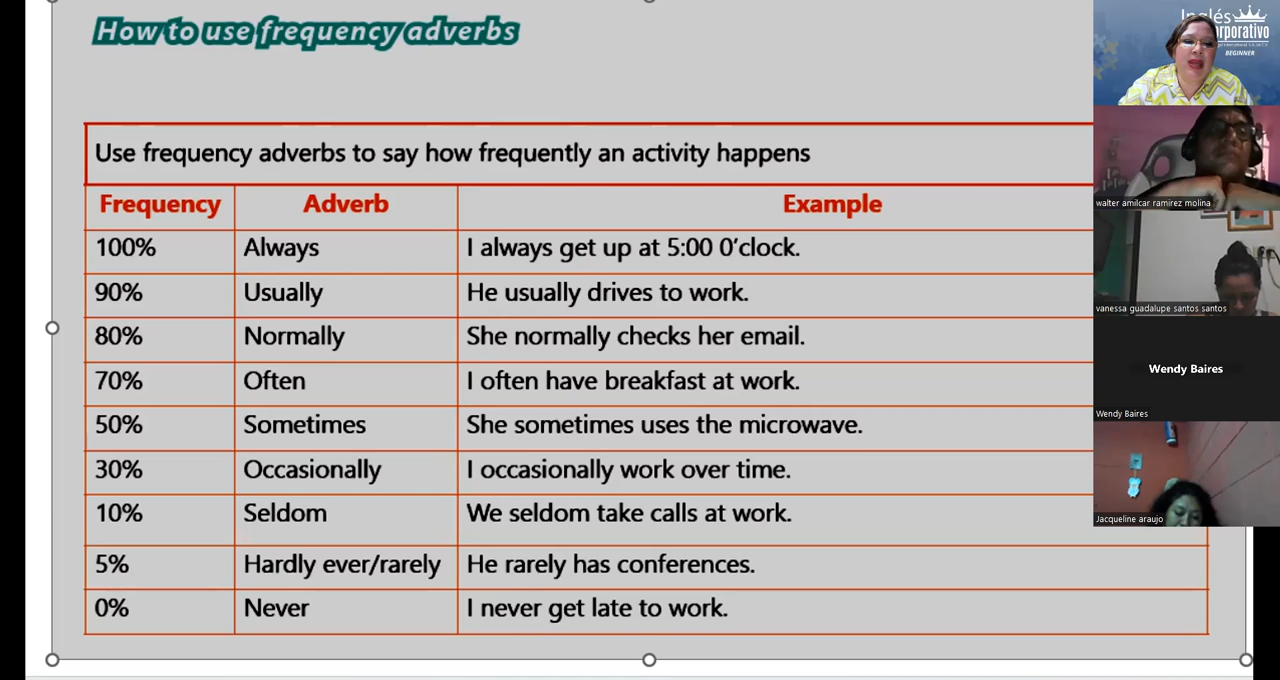 How to use frequency adverbs
Use frequency adverbs to say how frequently an activity happens
Frequency Adverb Example
100% Always I always get up at 5:00 0’clock.
90% Usually He usually drives to work.
80% Normally She normally checks her email.
70% Often I often have breakfast at work.
50% Sometimes She sometimes uses the microwave.
30% Occasionally I occasionally work over time.
10% Seldom We seldom take calls at work.
5% Hardly ever/rarely He rarely has conferences.
0% Never I never get late to work.
Inglés
orporativo
BEGINNER
walter amilcar ramirez molina
vanessa guadalupe santos santos
Wendy Baires
Wendy Baires
Jacqueline araujo